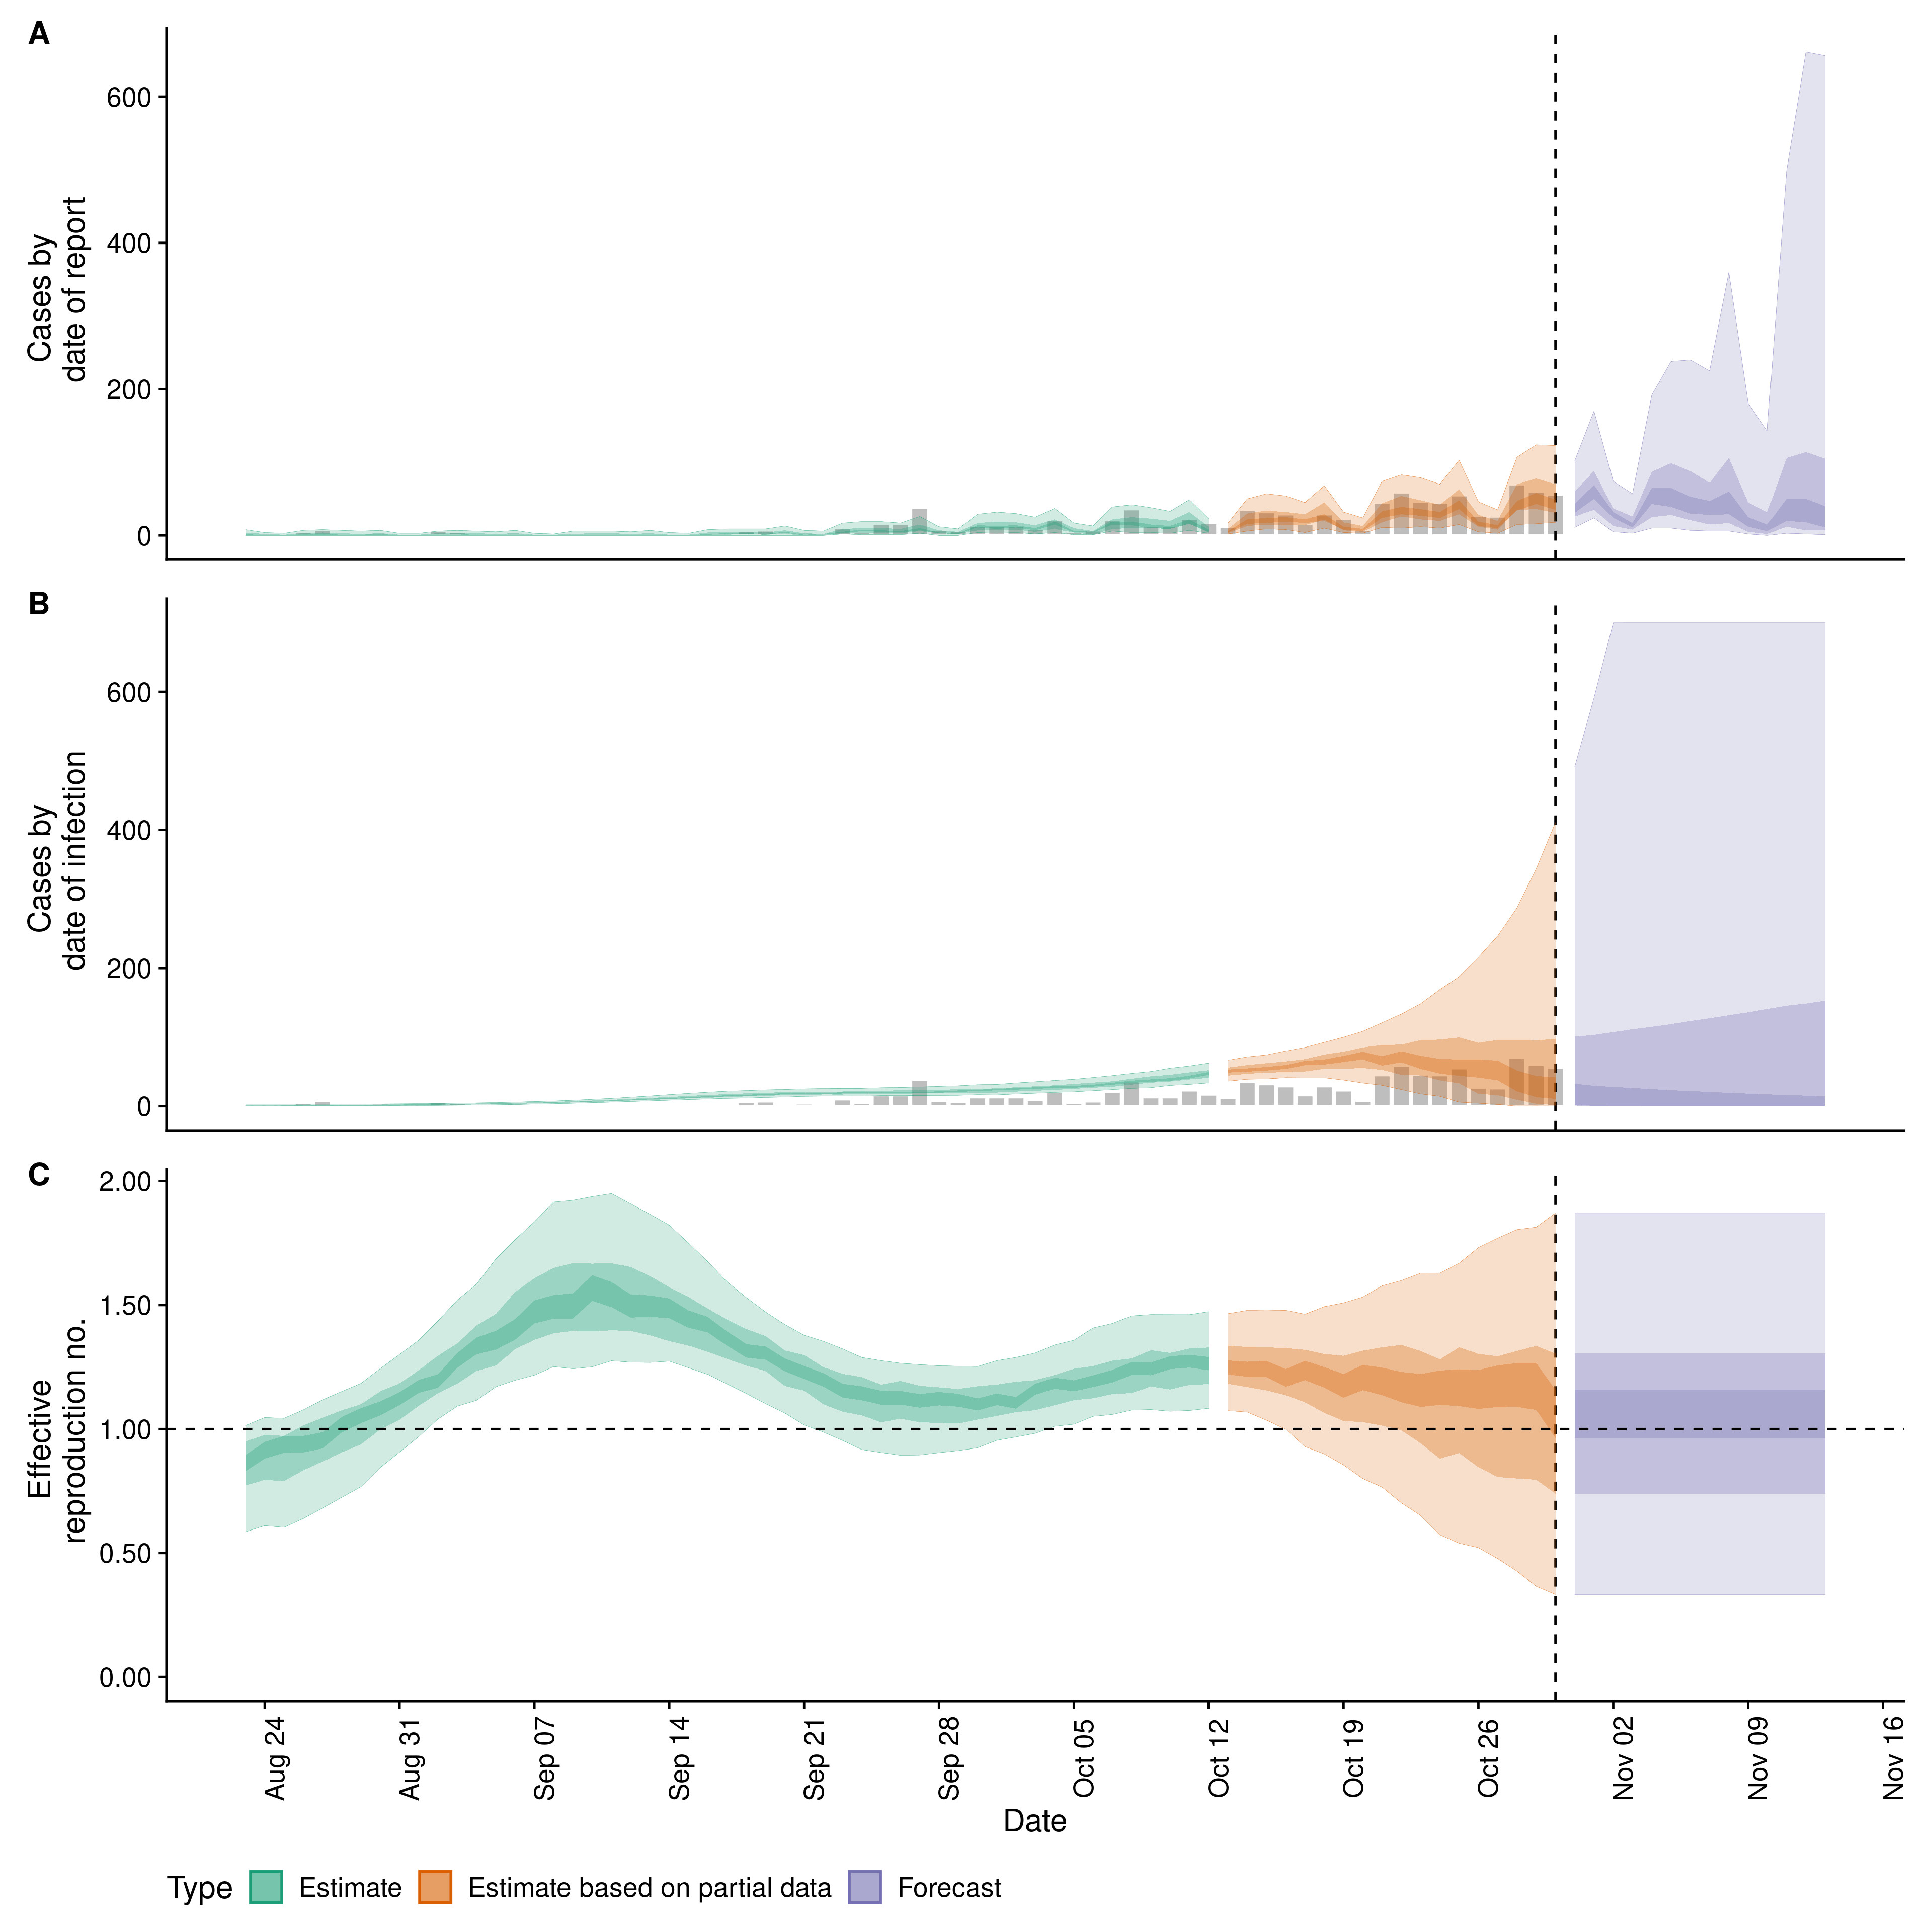 A
Cases by
date of report
600
400
200
0
B
Cases by
date of infection
600
400
200
0
C
Effective
reproduction no.
2.00
1.50
1.00
0.50
0.00
Aug 24
Aug 31
Sep 07
Sep 14
Sep 21
Sep 28
Oct 05
Oct 12
Oct 19
Oct 26
Nov 02
Nov 09
Nov 16
Date
Type Estimate Estimate based on partial data Forecast